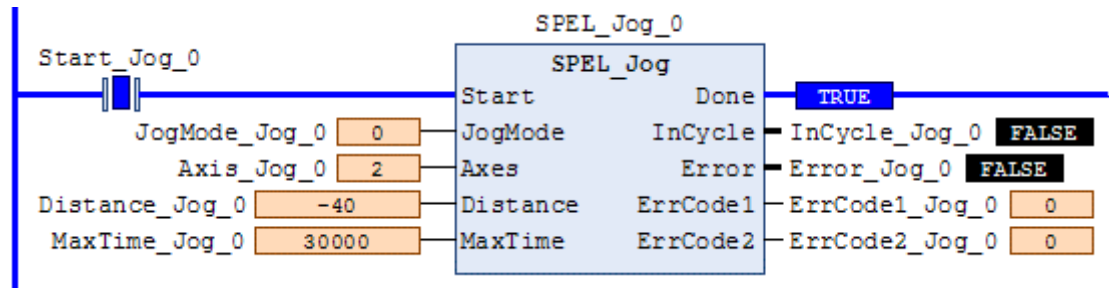 SPEL_Jog_0
Start_Jog_0
SPEL_Jog
Start Done TRUE
JogMode_Jog_0 0 JogMode InCycle InCycle_Jog_0 FALSE
Axis_Jog_0 2 Axes Error Error_Jog_0 FALSE
Distance_Jog_0 -40 Distance ErrCode1 ErrCode1_Jog_0 0
MaxTime_Jog_0 30000 MaxTime ErrCode2 ErrCode2_Jog_0 0